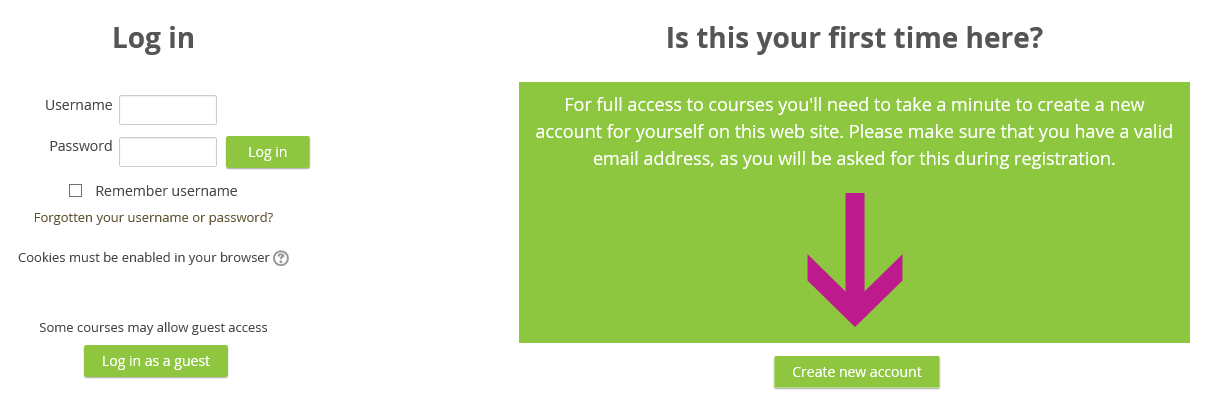 Log in
Username
Password
Log in
Remember username
Forgotten your username or password?
Cookies must be enabled in your browser
Some courses may allow guest access
Log in as a guest
Is this your first time here?
For full access to courses you'll need to take a minute to create a new
account for yourself on this web site. Please make sure that you have a valid
email address, as you will be asked for this during registration.
Create new account